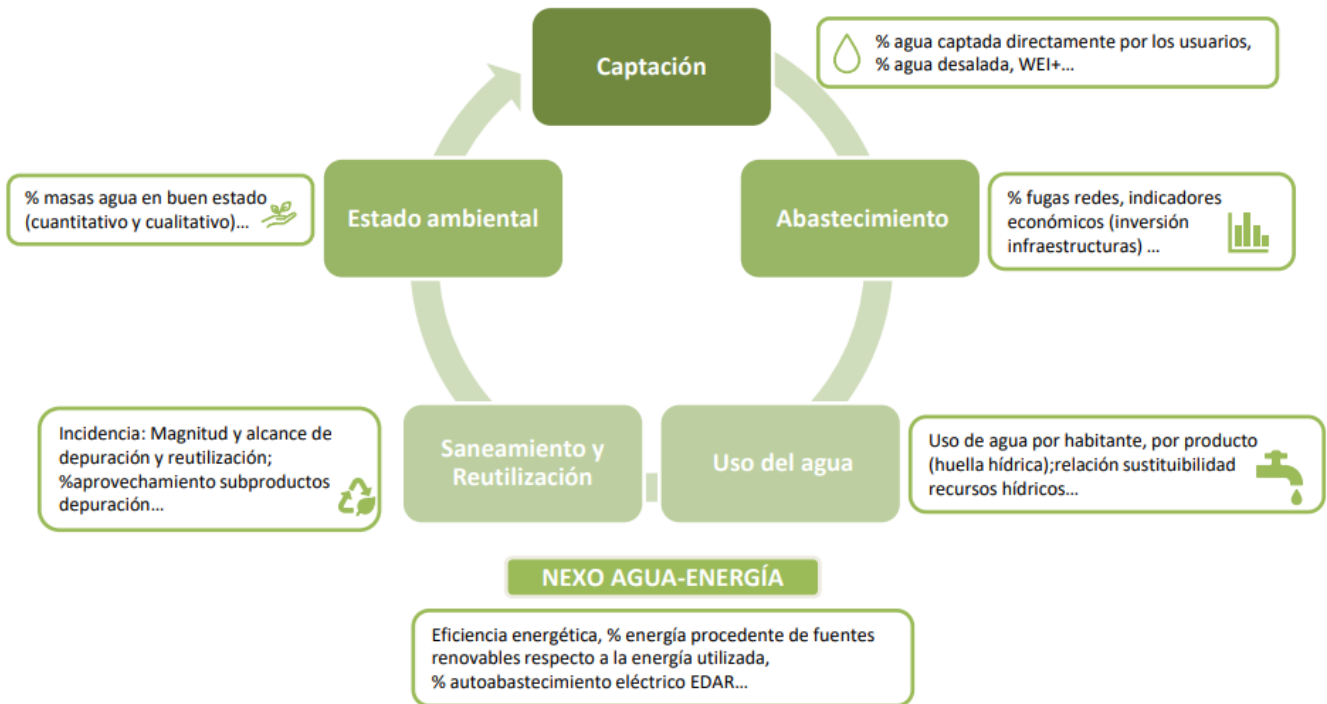 Captación
% agua captada directamente por los usuarios,
% agua desalada, WEI+...
Abastecimiento
% fugas redes, indicadores
económicos (inversión
infraestructuras) ...
Uso del agua
Uso de agua por habitante, por producto
(huella hídrica);relación sustituibilidad
recursos hídricos...
Saneamiento y
Reutilización
Incidencia: Magnitud y alcance de
depuración y reutilización;
%aprovechamiento subproductos
depuración...
Estado ambiental
% masas agua en buen estado
(cuantitativo y cualitativo)...
NEXO AGUA-ENERGÍA
Eficiencia energética, % energía procedente de fuentes
renovables respecto a la energía utilizada,
% autoabastecimiento eléctrico EDAR...